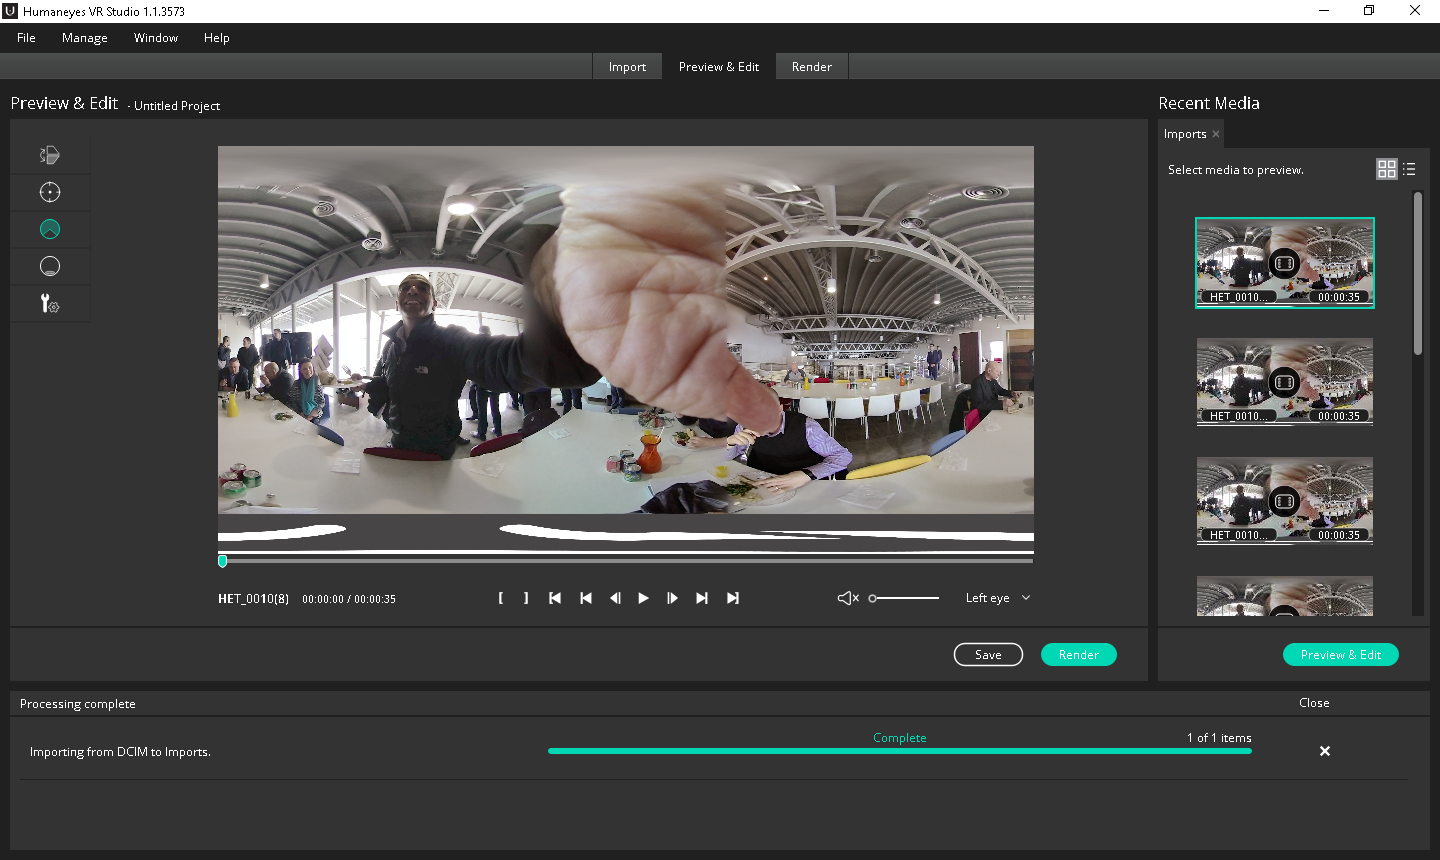 Humaneyes VR Studio 1.1.3573
File Manage Window Help
Import Preview & Edit Render
Preview & Edit - Untitled Project
Recent Media
Imports
Select media to preview.
HET_0010... 00:00:35
HET_0010... 00:00:35
HET_0010... 00:00:35
HET_0010(8) 00:00:00 / 00:00:35
[ ]
Left eye
Save Render
Preview & Edit
Processing complete Close
Importing from DCIM to Imports.
Complete
1 of 1 items